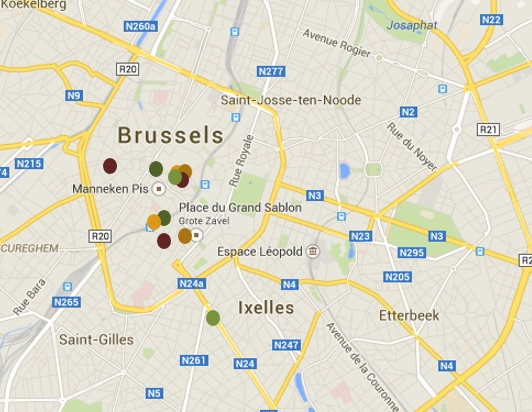 Koekelberg
N260a
N22
Josaphat
Avenue Rogier
R20
N277
N9
Saint-Josse-ten-Noode
N2
R21
Brussels
Rue du Noyer
N215
Rue Royale
Manneken Pis
N3
Place du Grand Sablon
Grote Zavel
R20
N23
N3
CUREGHEM
Espace Léopold
N295
R2
N205
Rue Bara
N265
N24a
N4
Ixelles
Etterbeek
Saint-Gilles
N247
Avenue de la Couronne
N261
N24
N4
N5